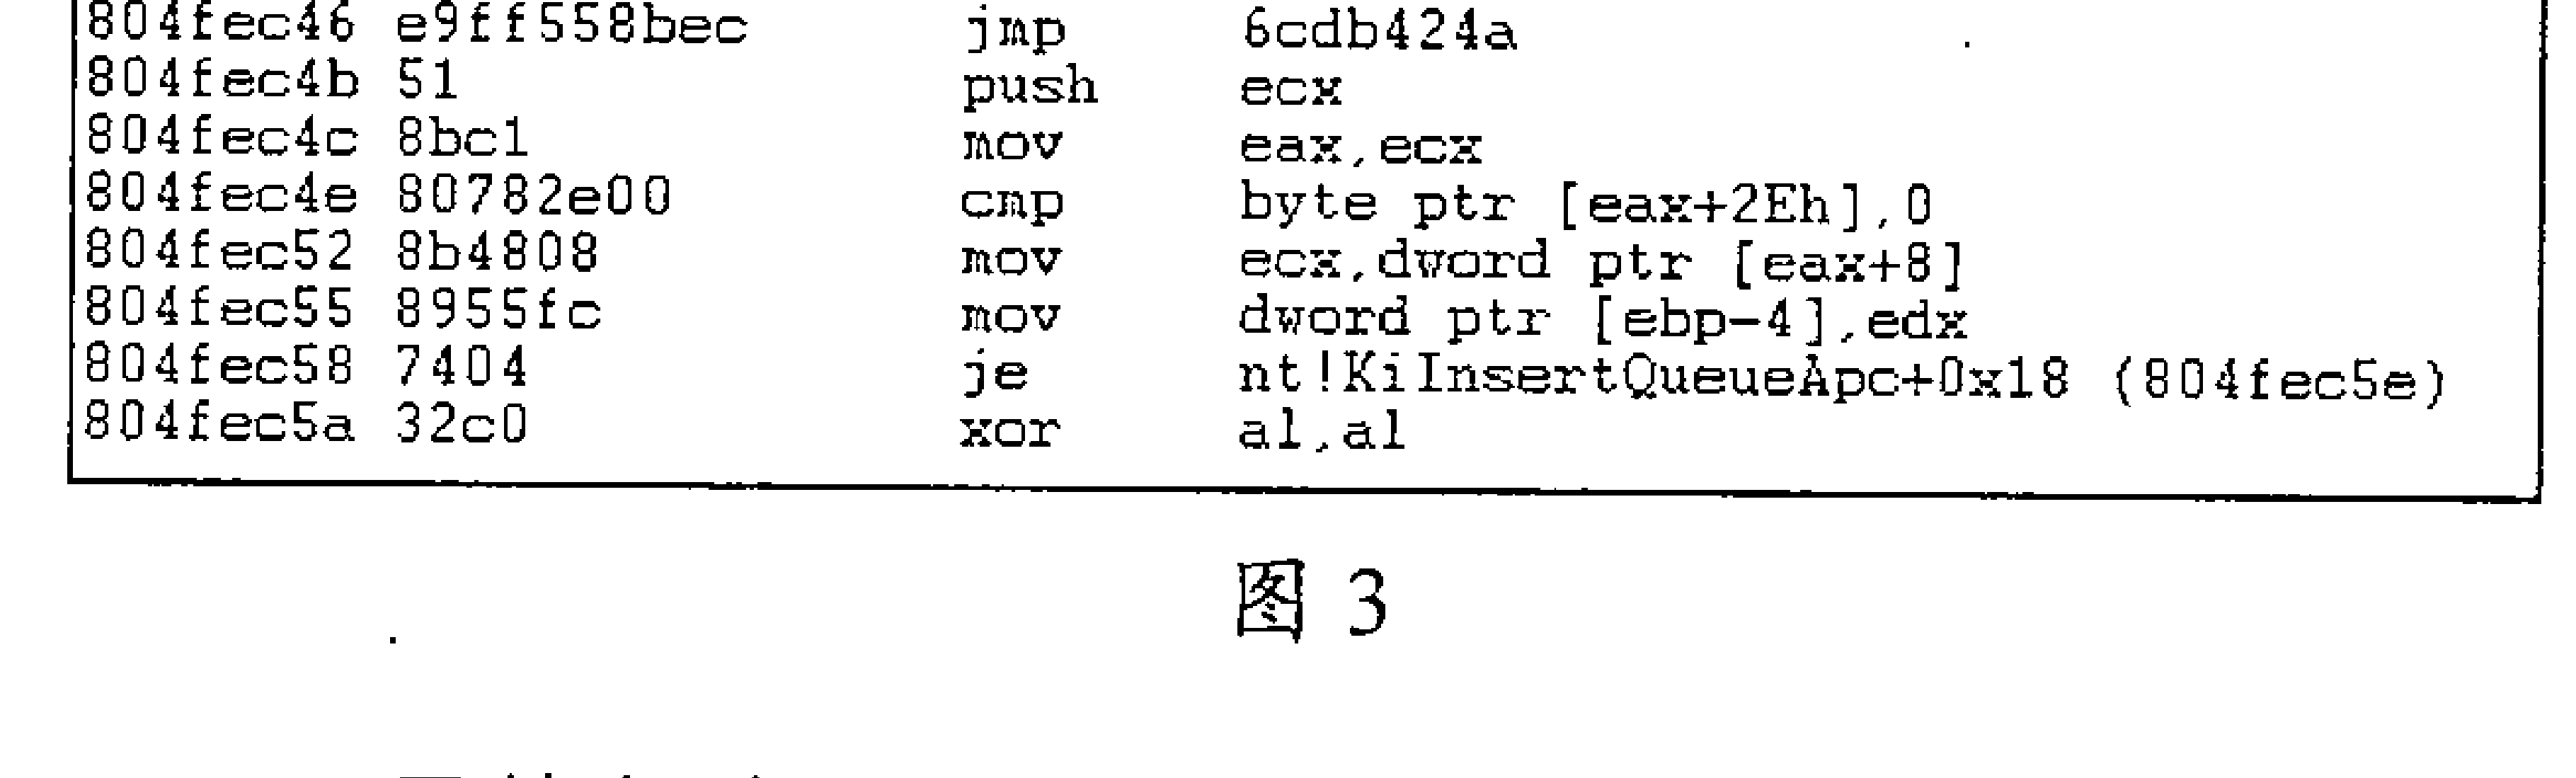 804fec46 e9ff558bec jmp 6cdb424a
804fec4b 51 push ecx
804fec4c 8bc1 mov eax,ecx
804fec4e 80782e00 cmp byte ptr [eax+2Eh],0
804fec52 8b4808 mov ecx,dword ptr [eax+8]
804fec55 8955fc mov dword ptr [ebp-4],edx
804fec58 7404 je nt!KiInsertQueueApc+0x18 (804fec5e)
804fec5a 32c0 xor al,al
图 3